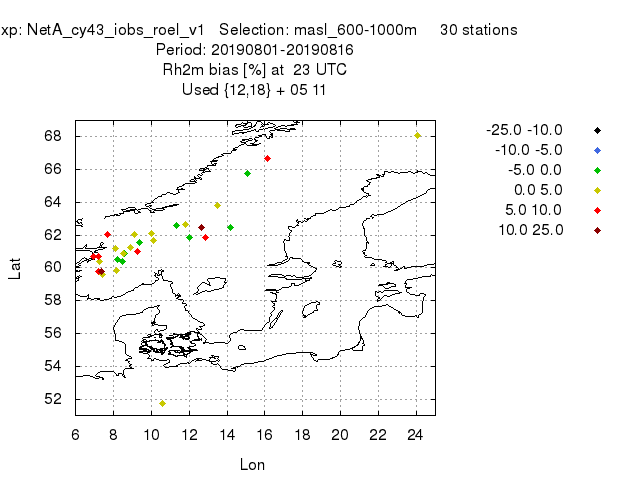 xp: NetA_cy43_iobs_roel_v1 Selection: masl_600-1000m 30 stations
Period: 20190801-20190816
Rh2m bias [%] at 23 UTC
Used {12,18} + 05 11
-25.0 -10.0
-10.0 -5.0
-5.0 0.0
0.0 5.0
5.0 10.0
10.0 25.0
68
66
64
62
60
58
56
54
52
Lat
6 8 10 12 14 16 18 20 22 24
Lon